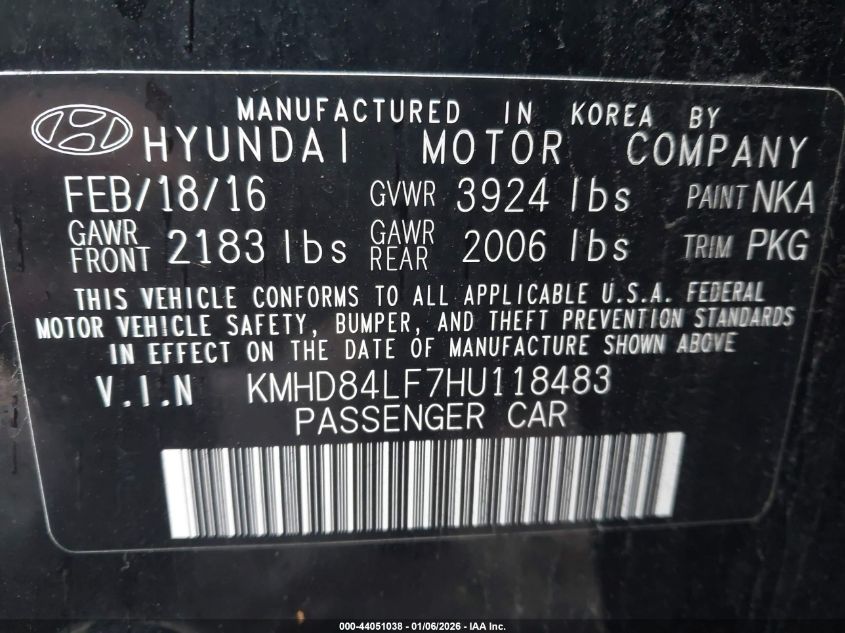 MANUFACTURED IN KOREA BY
HYUNDAI MOTOR COMPANY
FEB/18/16 GVWR 3924 lbs PAINT NKA
GAWR FRONT 2183 lbs GAWR REAR 2006 lbs TRIM PKG
THIS VEHICLE CONFORMS TO ALL APPLICABLE U.S.A. FEDERAL
MOTOR VEHICLE SAFETY, BUMPER, AND THEFT PREVENTION STANDARDS
IN EFFECT ON THE DATE OF MANUFACTURE SHOWN ABOVE
V.I.N KMHD84LF7HU118483
PASSENGER CAR
000-44051038 - 01/06/2026 - IAA Inc.